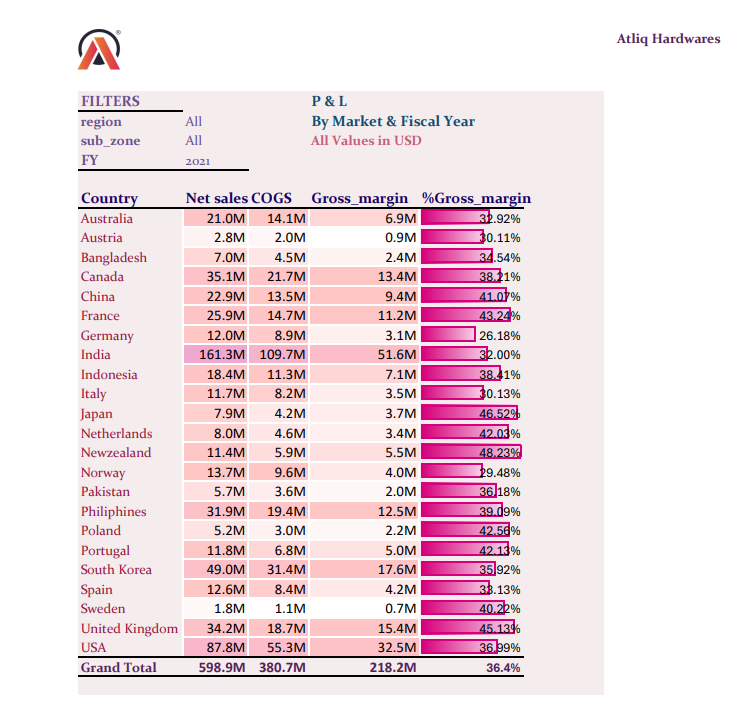 ®
Atliq Hardwares
FILTERS P & L
region All By Market & Fiscal Year
sub_zone All All Values in USD
FY 2021
Country Net sales COGS Gross_margin %Gross_margin
Australia 21.0M 14.1M 6.9M 32.92%
Austria 2.8M 2.0M 0.9M 30.11%
Bangladesh 7.0M 4.5M 2.4M 34.54%
Canada 35.1M 21.7M 13.4M 38.21%
China 22.9M 13.5M 9.4M 41.07%
France 25.9M 14.7M 11.2M 43.24%
Germany 12.0M 8.9M 3.1M 26.18%
India 161.3M 109.7M 51.6M 32.00%
Indonesia 18.4M 11.3M 7.1M 38.41%
Italy 11.7M 8.2M 3.5M 30.13%
Japan 7.9M 4.2M 3.7M 46.52%
Netherlands 8.0M 4.6M 3.4M 42.03%
Newzealand 11.4M 5.9M 5.5M 48.23%
Norway 13.7M 9.6M 4.0M 29.48%
Pakistan 5.7M 3.6M 2.0M 36.18%
Philiphines 31.9M 19.4M 12.5M 39.09%
Poland 5.2M 3.0M 2.2M 42.56%
Portugal 11.8M 6.8M 5.0M 42.13%
South Korea 49.0M 31.4M 17.6M 35.92%
Spain 12.6M 8.4M 4.2M 33.13%
Sweden 1.8M 1.1M 0.7M 40.22%
United Kingdom 34.2M 18.7M 15.4M 45.13%
USA 87.8M 55.3M 32.5M 36.99%
Grand Total 598.9M 380.7M 218.2M 36.4%